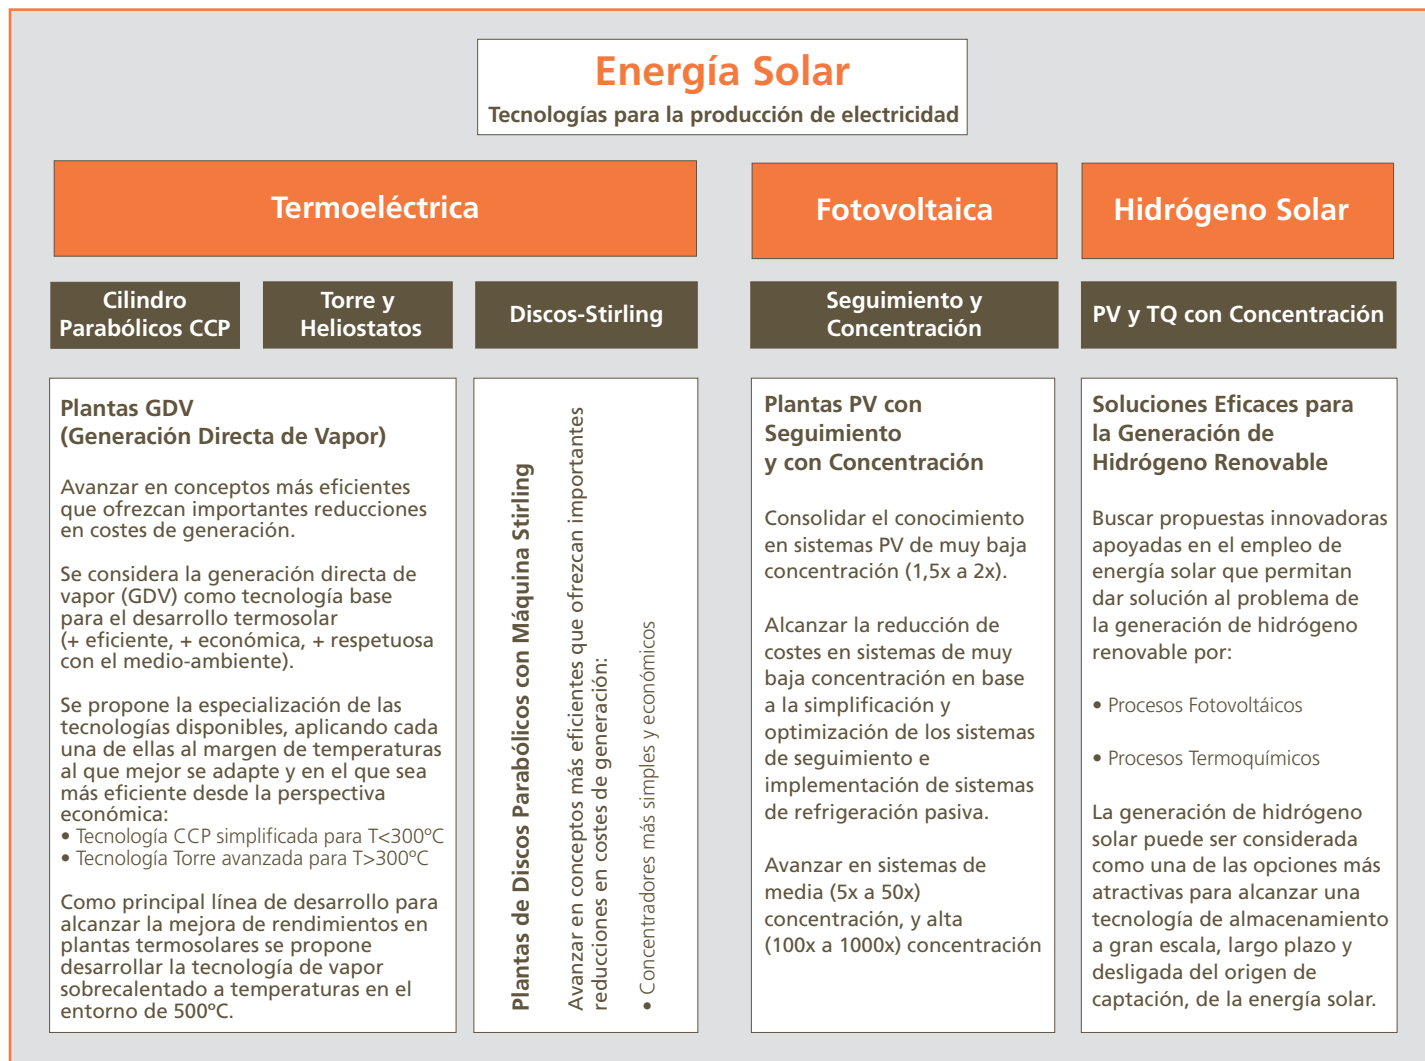 Energía Solar
Tecnologías para la producción de electricidad
Termoeléctrica
Fotovoltaica
Hidrógeno Solar
Cilindro
Parabólicos CCP
Torre y
Heliostatos
Discos-Stirling
Seguimiento y
Concentración
PV y TQ con Concentración
Plantas GDV
(Generación Directa de Vapor)
Avanzar en conceptos más eficientes
que ofrezcan importantes reducciones
en costes de generación.
Se considera la generación directa de
vapor (GDV) como tecnología base
para el desarrollo termosolar
(+ eficiente, + económica, + respetuosa
con el medio-ambiente).
Se propone la especialización de las
tecnologías disponibles, aplicando cada
una de ellas al margen de temperaturas
al que mejor se adapte y en el que sea
más eficiente desde la perspectiva
económica:
• Tecnología CCP simplificada para T<300ºC
• Tecnología Torre avanzada para T>300ºC
Como principal línea de desarrollo para
alcanzar la mejora de rendimientos en
plantas termosolares se propone
desarrollar la tecnología de vapor
sobrecalentado a temperaturas en el
entorno de 500ºC.
Plantas de Discos Parabólicos con Máquina Stirling
Avanzar en conceptos más eficientes que ofrezcan importantes
reducciones en costes de generación:
• Concentradores más simples y económicos
Plantas PV con
Seguimiento
y con Concentración
Consolidar el conocimiento
en sistemas PV de muy baja
concentración (1,5x a 2x).
Alcanzar la reducción de
costes en sistemas de muy
baja concentración en base
a la simplificación y
optimización de los sistemas
de seguimiento e
implementación de sistemas
de refrigeración pasiva.
Avanzar en sistemas de
media (5x a 50x)
concentración, y alta
(100x a 1000x) concentración
Soluciones Eficaces para
la Generación de
Hidrógeno Renovable
Buscar propuestas innovadoras
apoyadas en el empleo de
energía solar que permitan
dar solución al problema de
la generación de hidrógeno
renovable por:
• Procesos Fotovoltáicos
• Procesos Termoquímicos
La generación de hidrógeno
solar puede ser considerada
como una de las opciones más
atractivas para alcanzar una
tecnología de almacenamiento
a gran escala, largo plazo y
desligada del origen de
captación, de la energía solar.